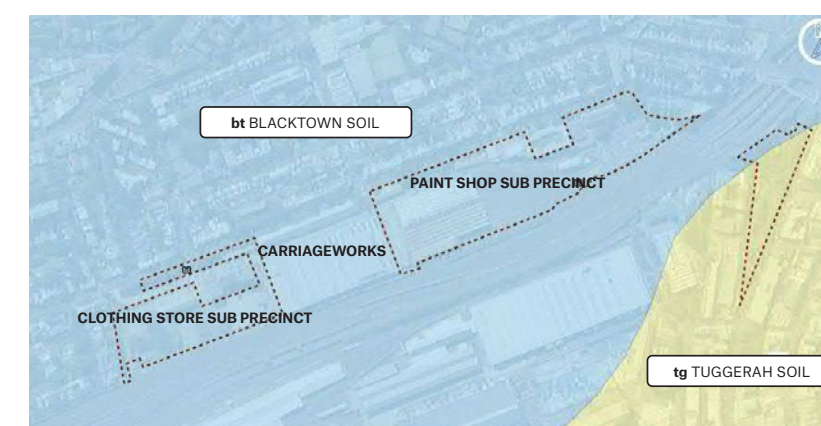 bt BLACKTOWN SOIL
PAINT SHOP SUB PRECINCT
CARRIAGEWORKS
CLOTHING STORE SUB PRECINCT
tg TUGGERAH SOIL